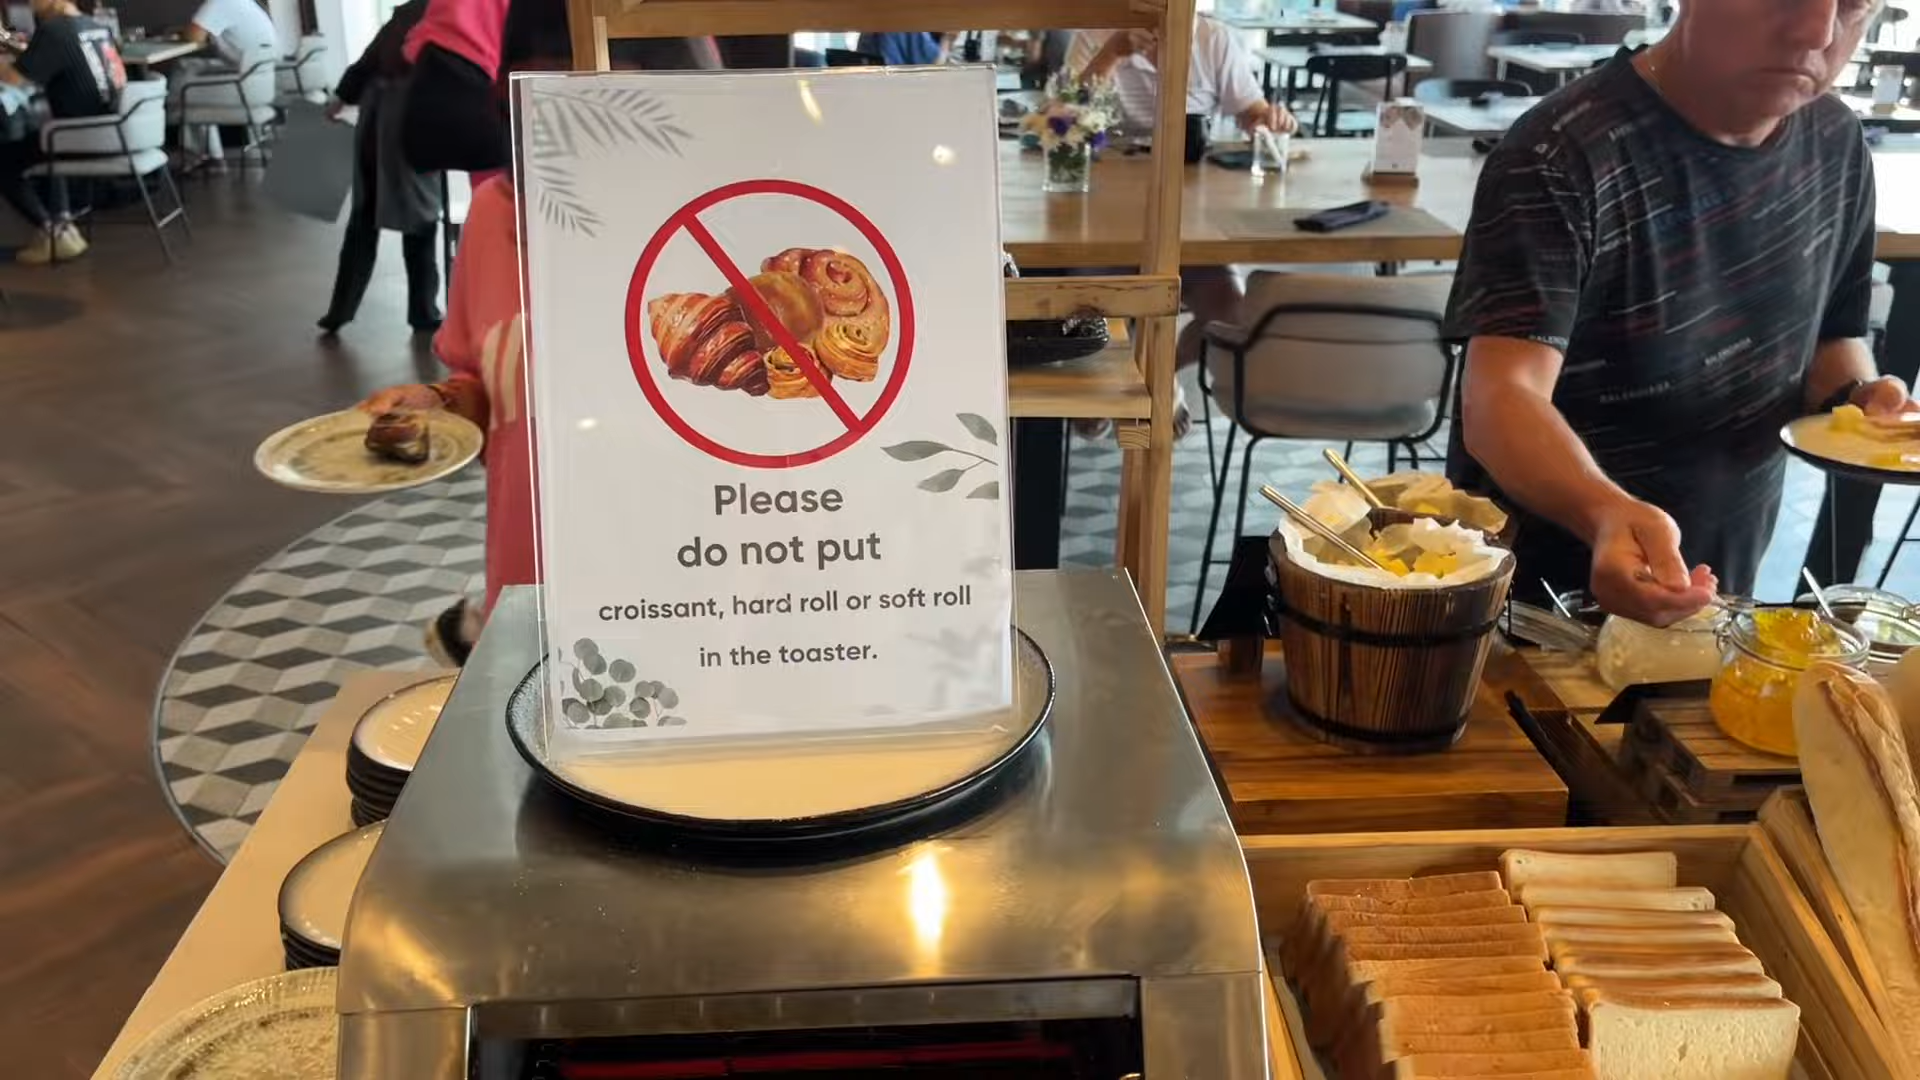 Please
do not put
croissant, hard roll or soft roll
in the toaster.